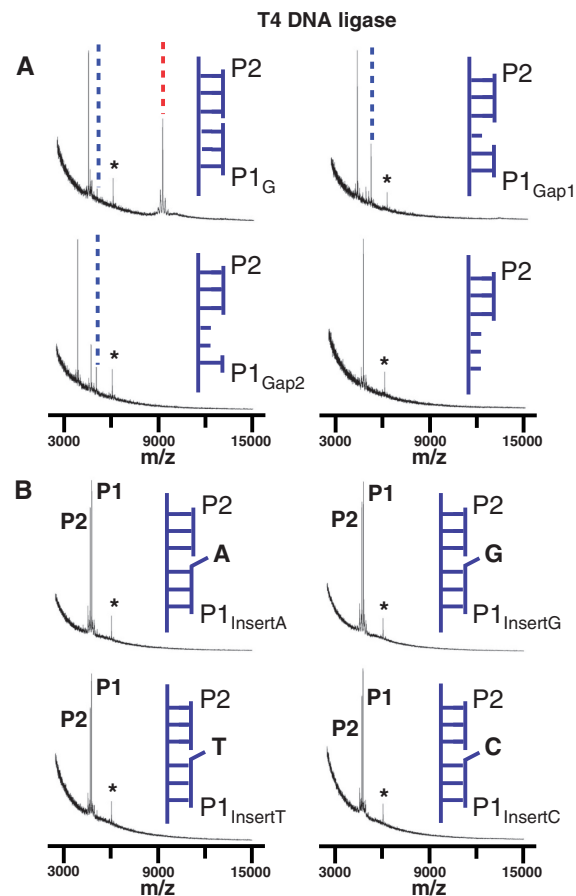 T4 DNA ligase
A
P2
*
P1G
P2
*
P1Gap1
P2
*
P1Gap2
P2
*
3000 9000 15000
m/z
3000 9000 15000
m/z
B
P1
P2
P2
A
*
P1InsertA
P1
P2
P2
G
*
P1InsertG
P1
P2
P2
T
*
P1InsertT
P1
P2
P2
C
*
P1InsertC
3000 9000 15000
m/z
3000 9000 15000
m/z